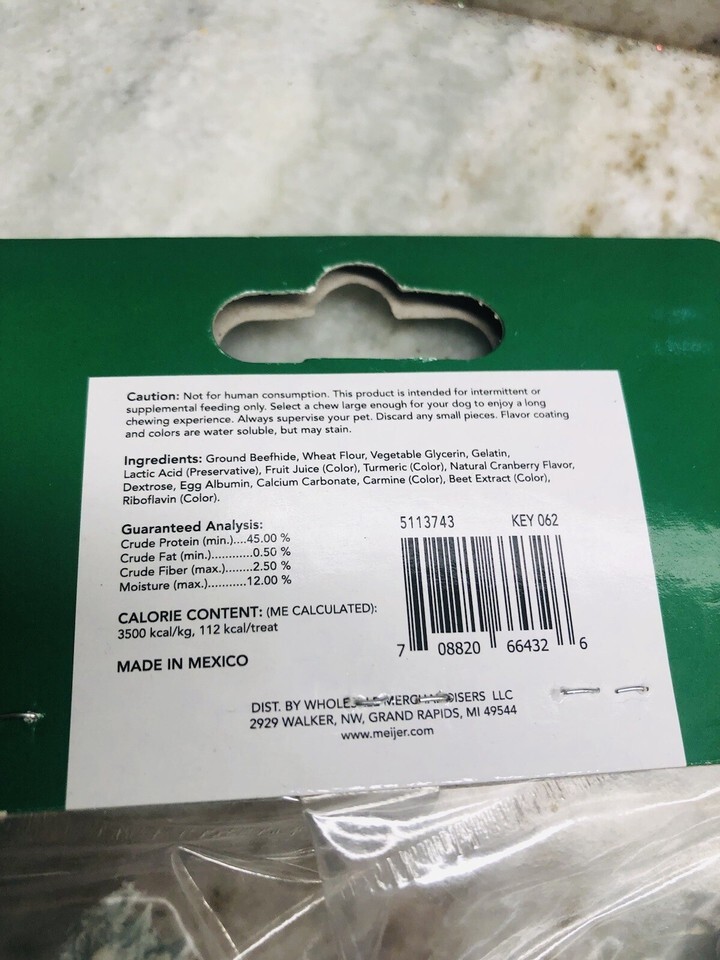 Caution: Not for human consumption. This product is intended for intermittent or
supplemental feeding only. Select a chew large enough for your dog to enjoy a long
chewing experience. Always supervise your pet. Discard any small pieces. Flavor coating
and colors are water soluble, but may stain.
Ingredients: Ground Beefhide, Wheat Flour, Vegetable Glycerin, Gelatin,
Lactic Acid (Preservative), Fruit Juice (Color), Turmeric (Color), Natural Cranberry Flavor,
Dextrose, Egg Albumin, Calcium Carbonate, Carmine (Color), Beet Extract (Color),
Riboflavin (Color).
Guaranteed Analysis:
Crude Protein (min.)....45.00 %
Crude Fat (min.)............0.50 %
Crude Fiber (max.).......2.50 %
Moisture (max.)...........12.00 %
CALORIE CONTENT: (ME CALCULATED):
3500 kcal/kg, 112 kcal/treat
MADE IN MEXICO
5113743 KEY 062
7 08820 66432 6
DIST. BY LLC
2929 WALKER, NW, GRAND RAPIDS, MI 49544
www.meijer.com